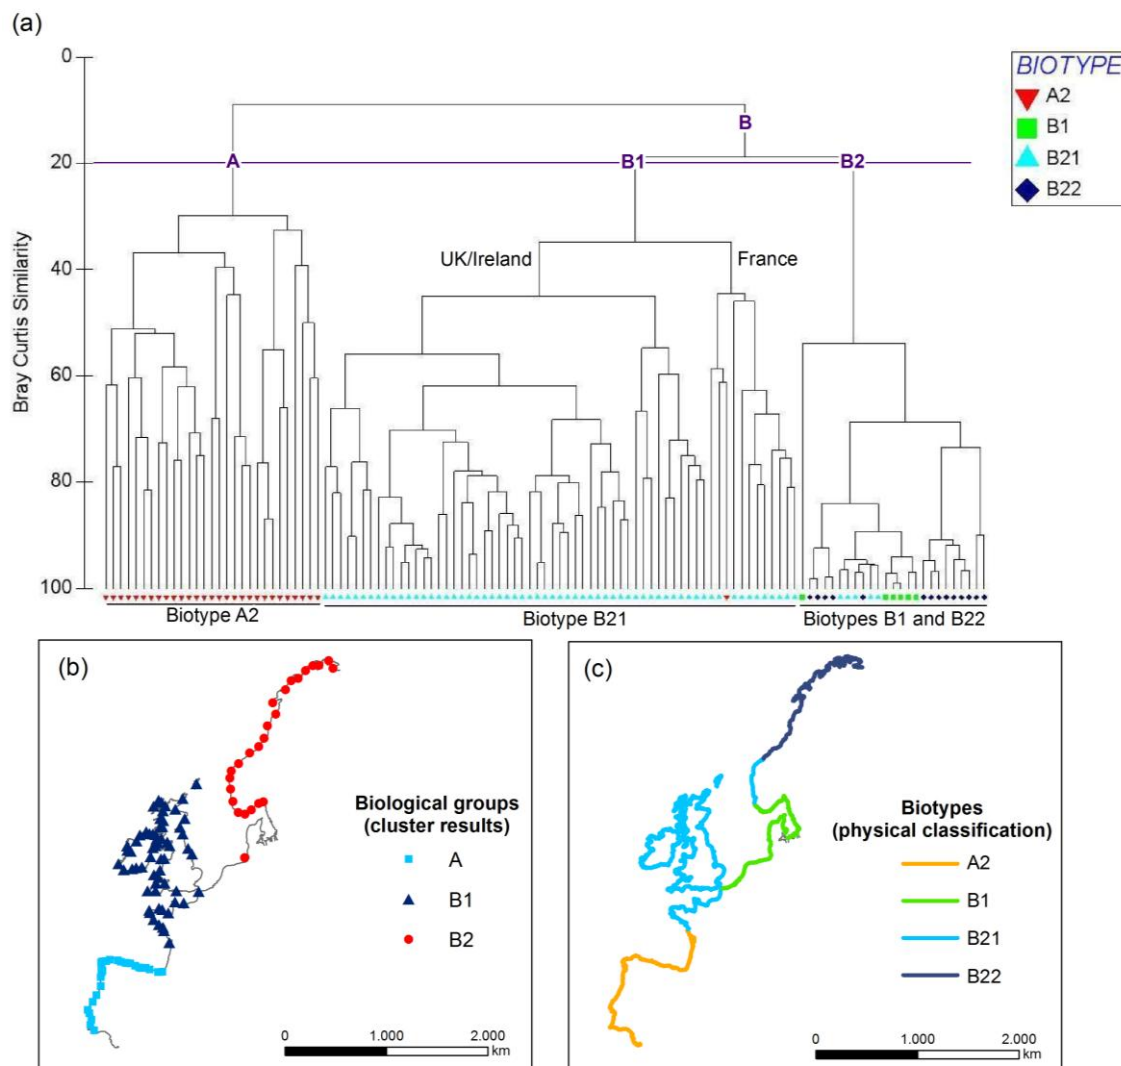 (a)
0
20
40
60
80
100
Bray Curtis Similarity
A
B
B1
B2
UK/Ireland
France
Biotype A2
Biotype B21
Biotypes B1 and B22
BIOTYPE
A2
B1
B21
B22
(b)
Biological groups
(cluster results)
A
B1
B2
0 1.000 2.000
km
(c)
Biotypes
(physical classification)
A2
B1
B21
B22
0 1.000 2.000
km